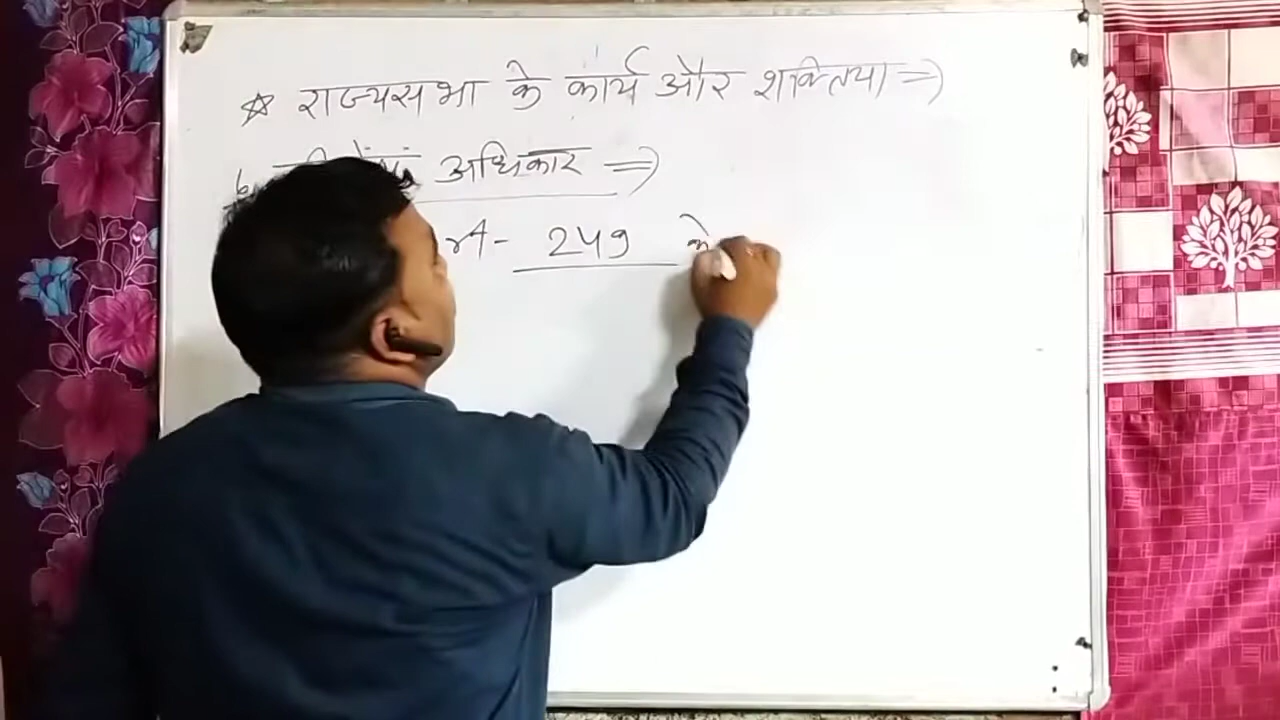 ☆ राज्यसभा के कार्य और शक्तिया ⇒
6. अधिकार ⇒
249 के